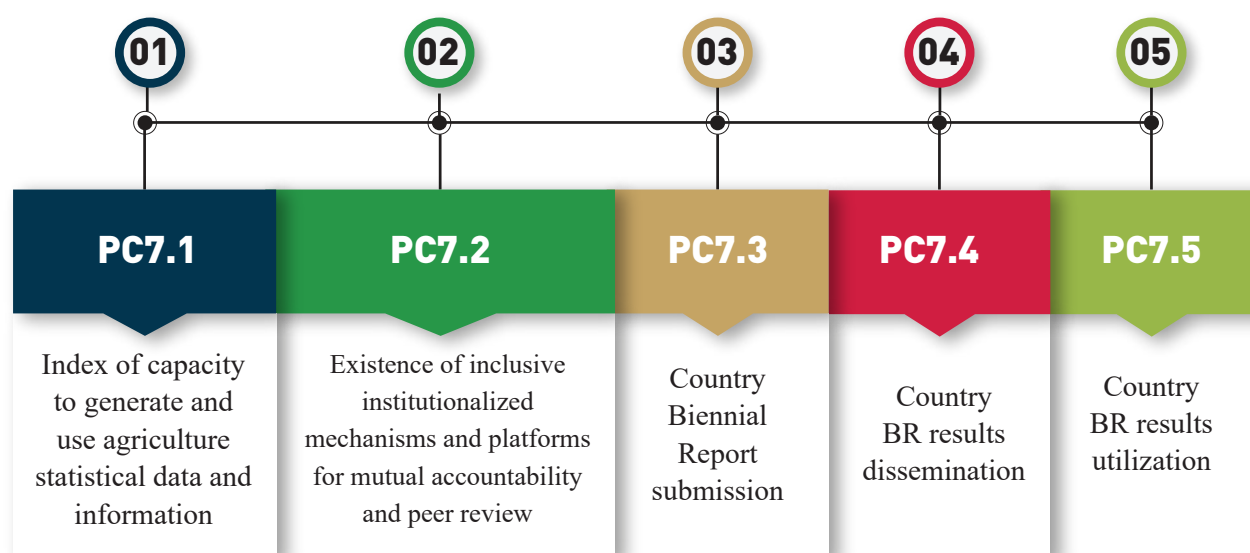 01
02
03
04
05
PC7.1
PC7.2
PC7.3
PC7.4
PC7.5
Index of capacity
to generate and
use agriculture
statistical data and
information
Existence of inclusive
institutionalized
mechanisms and platforms
for mutual accountability
and peer review
Country
Biennial
Report
submission
Country
BR results
dissemination
Country
BR results
utilization